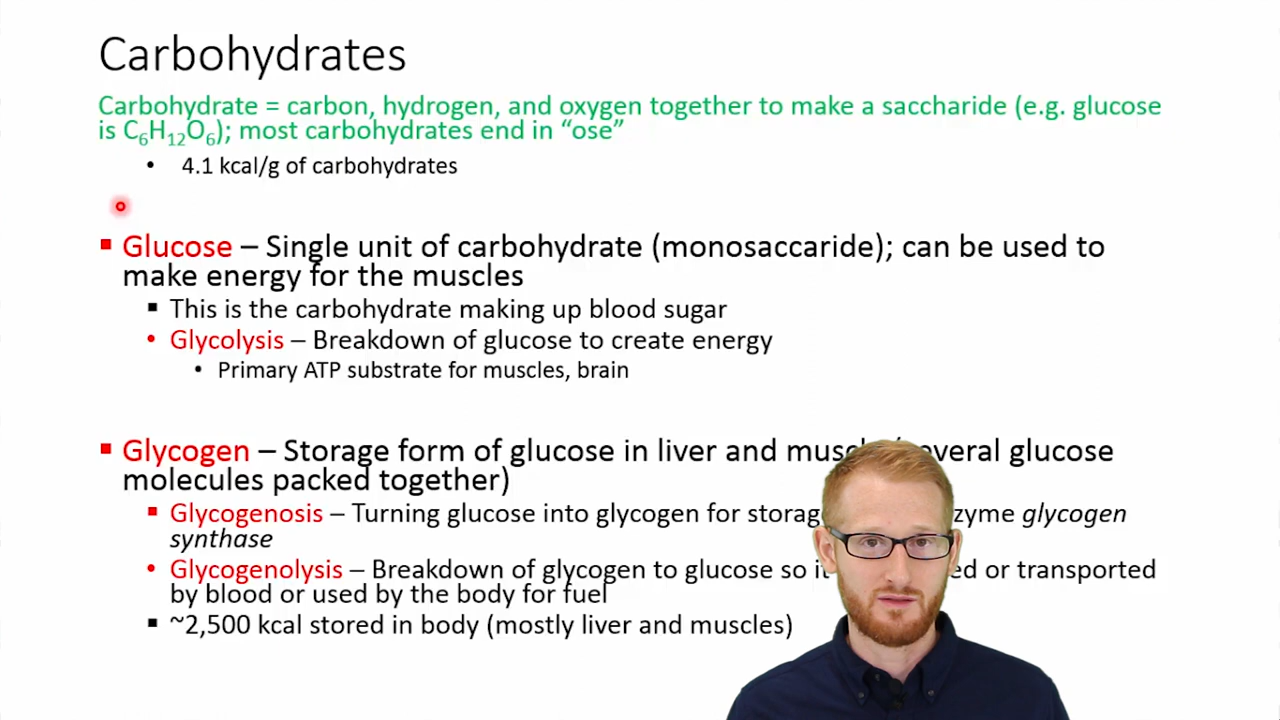 Carbohydrates
Carbohydrate = carbon, hydrogen, and oxygen together to make a saccharide (e.g. glucose
is C₆H₁₂O₆); most carbohydrates end in “ose”
• 4.1 kcal/g of carbohydrates
▪ Glucose – Single unit of carbohydrate (monosaccaride); can be used to
make energy for the muscles
▪ This is the carbohydrate making up blood sugar
• Glycolysis – Breakdown of glucose to create energy
• Primary ATP substrate for muscles, brain
▪ Glycogen – Storage form of glucose in liver and glucose
molecules packed together)
▪ Glycogenosis – Turning glucose into glycogen for glycogen
synthase
• Glycogenolysis – Breakdown of glycogen to glucose so or transported
by blood or used by the body for fuel
▪ ~2,500 kcal stored in body (mostly liver and muscles)